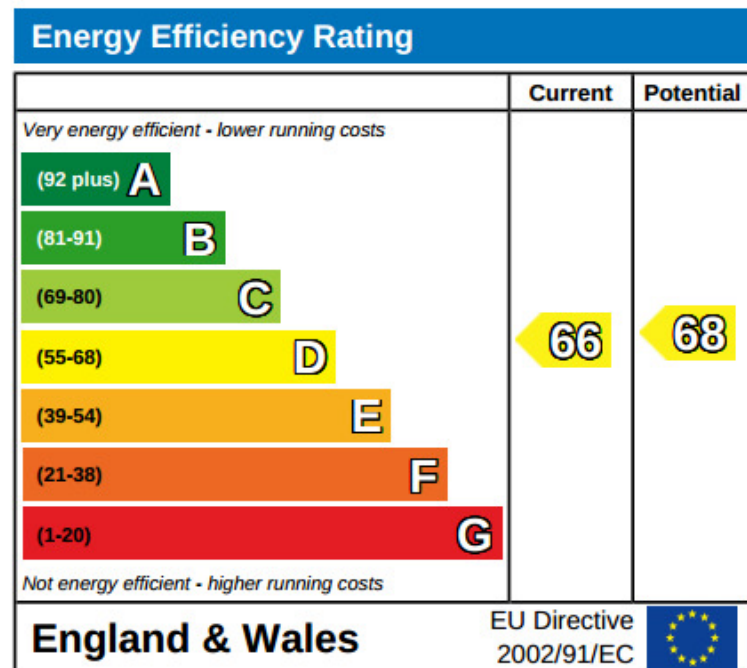 Energy Efficiency Rating
Current Potential
Very energy efficient - lower running costs
(92 plus) A
(81-91) B
(69-80) C
(55-68) D
66 68
(39-54) E
(21-38) F
(1-20) G
Not energy efficient - higher running costs
England & Wales
EU Directive
2002/91/EC